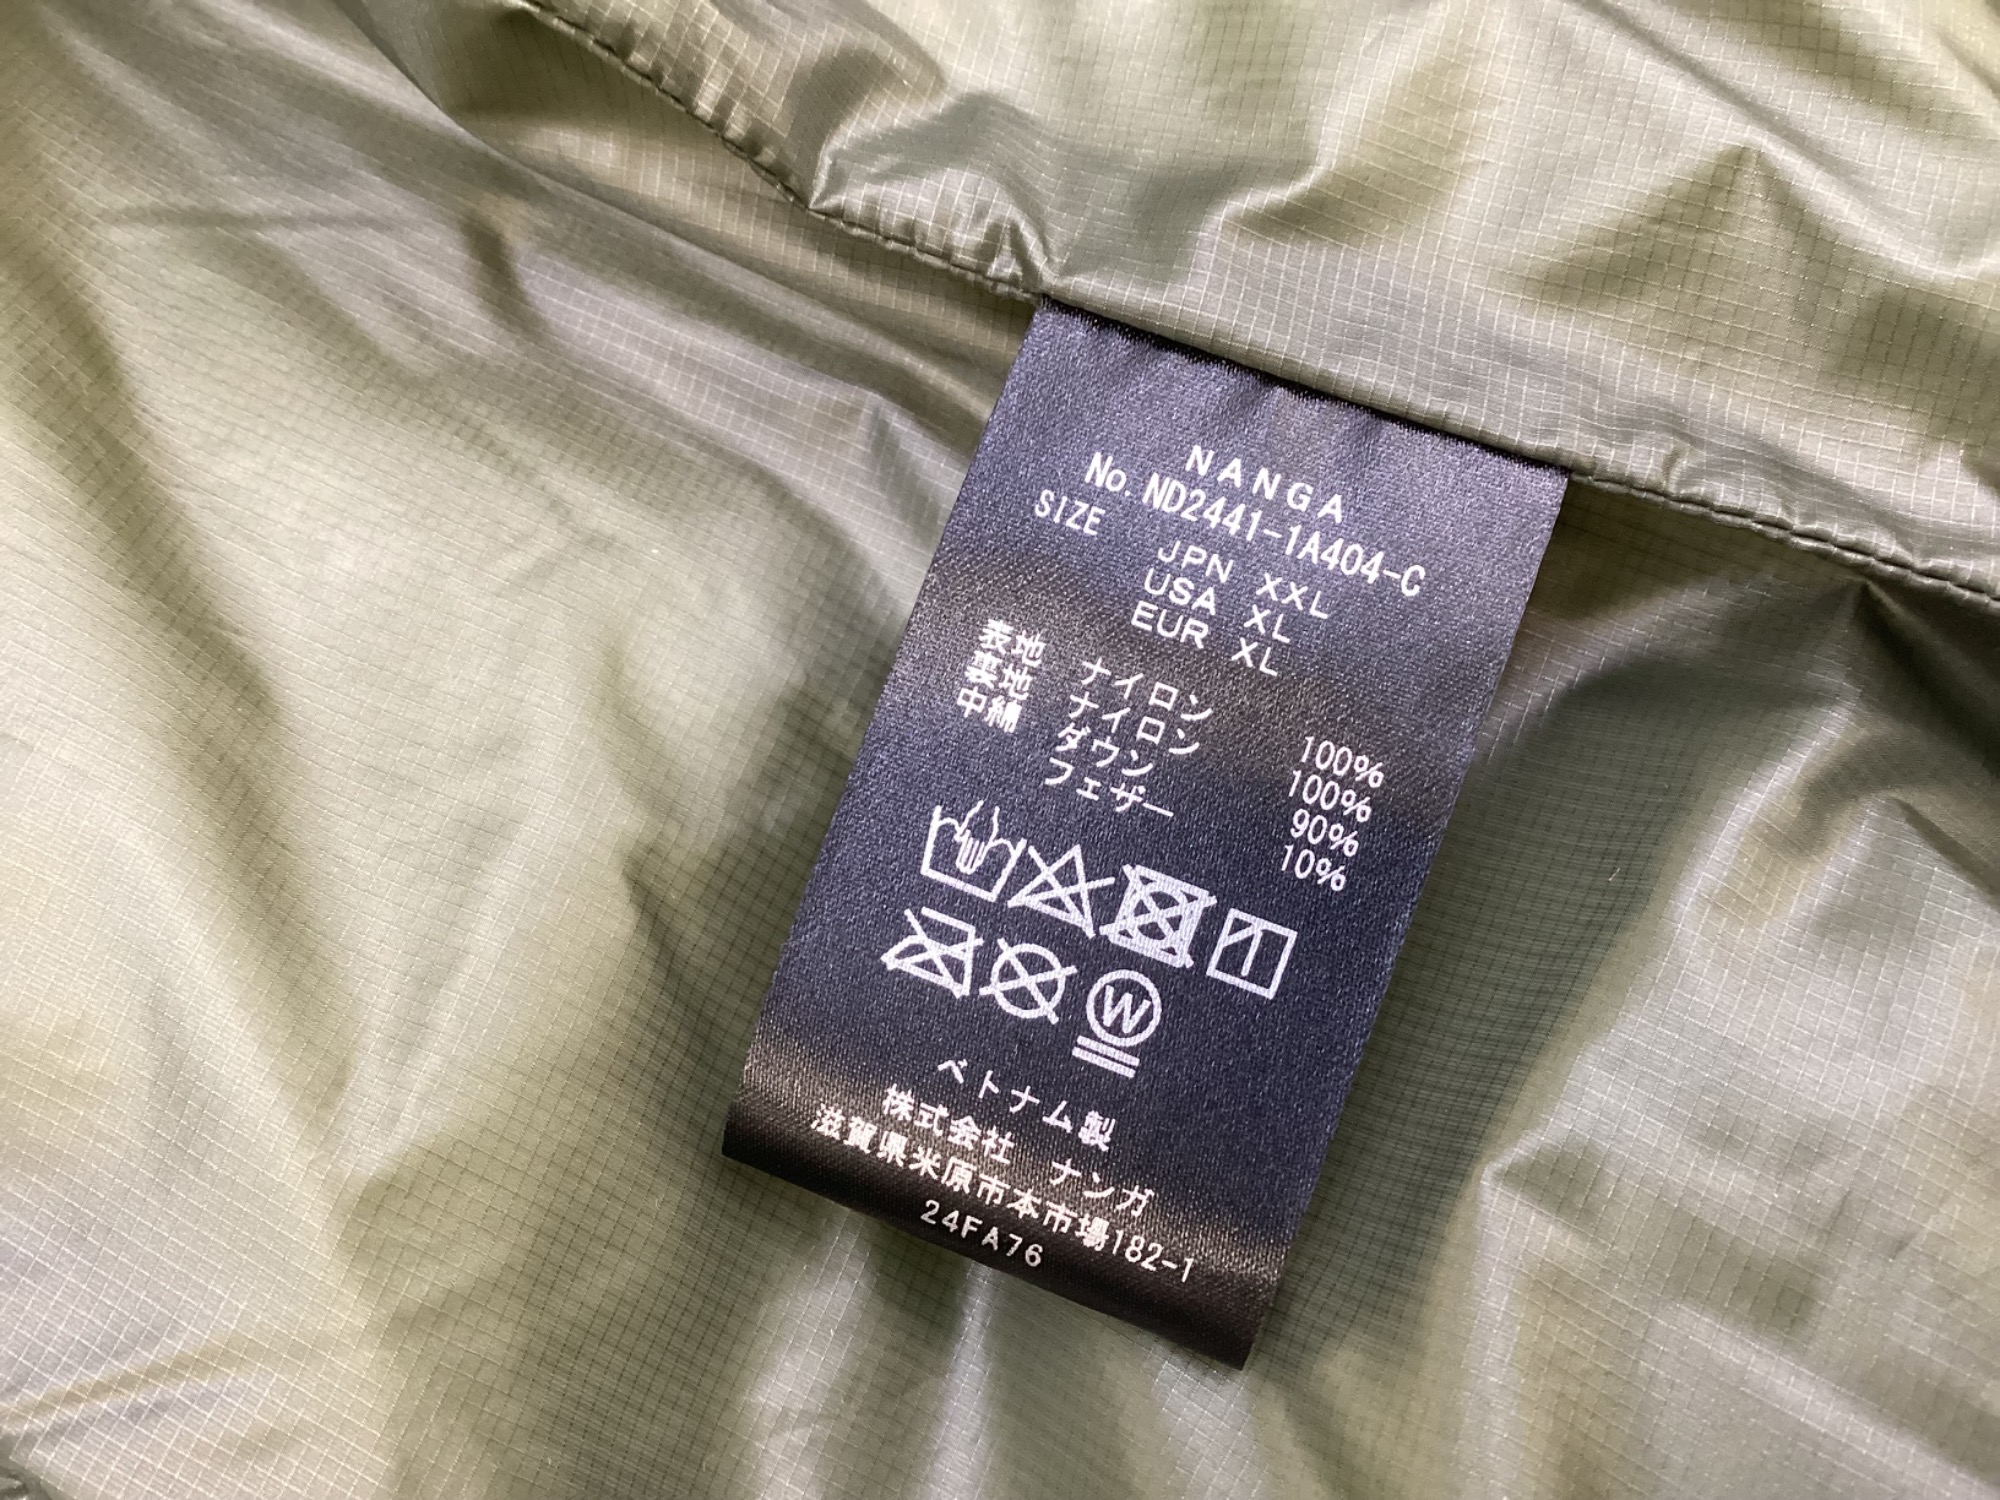 NANGA
No. ND2441-1A404-C
SIZE JPN XXL
USA XL
EUR XL
表地 ナイロン 100%
裏地 ナイロン 100%
中綿 ダウン 90%
フェザー 10%
W
ベトナム製
株式会社 ナンガ
滋賀県米原市本市場182-1
24FA76